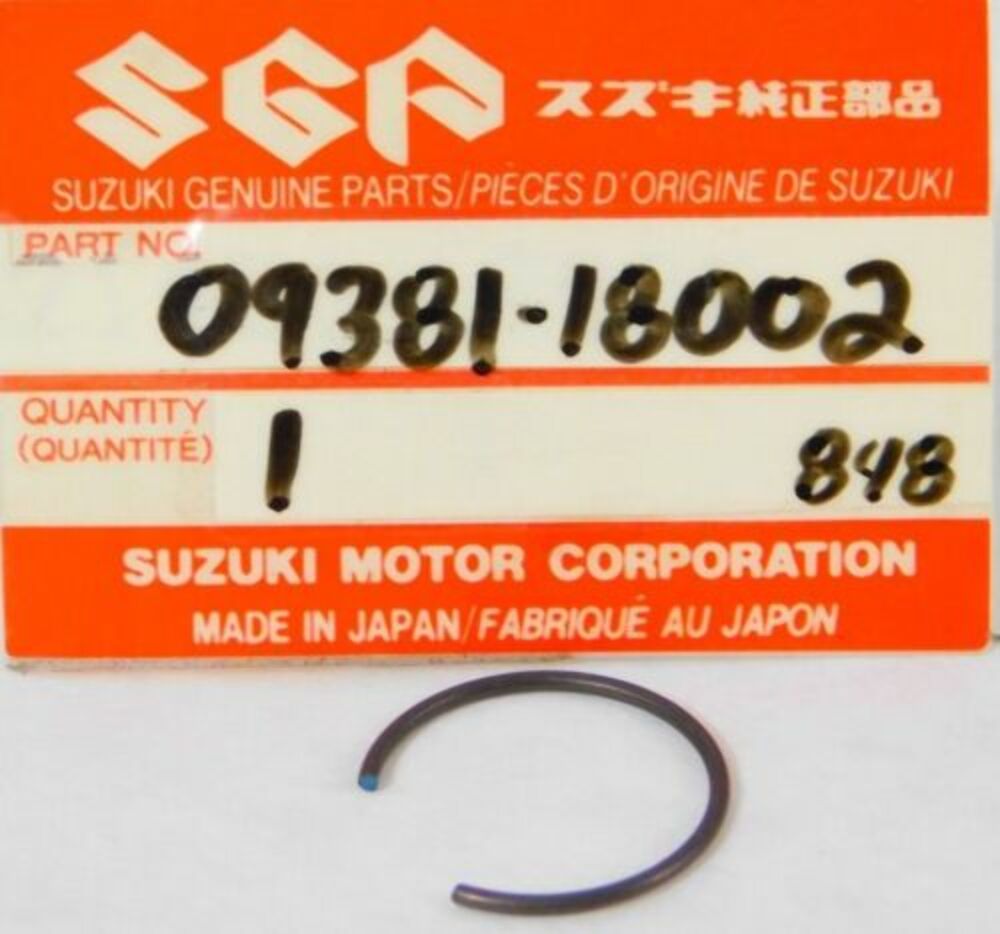 SGP スズキ純正部品
SUZUKI GENUINE PARTS/PIÈCES D'ORIGINE DE SUZUKI
PART NO.
09381-18002
QUANTITY
(QUANTITÉ)
1
848
SUZUKI MOTOR CORPORATION
MADE IN JAPAN/FABRIQUÉ AU JAPON